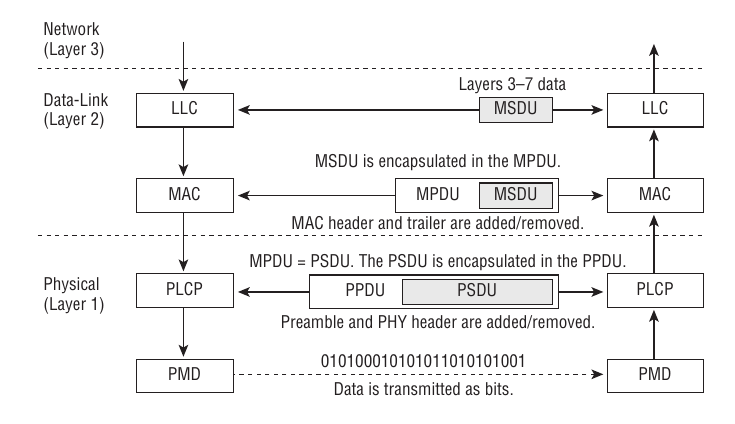 Network
(Layer 3)
Layers 3–7 data
Data-Link
(Layer 2)
LLC
MSDU
LLC
MSDU is encapsulated in the MPDU.
MAC
MPDU
MSDU
MAC
MAC header and trailer are added/removed.
MPDU = PSDU. The PSDU is encapsulated in the PPDU.
Physical
(Layer 1)
PLCP
PPDU
PSDU
PLCP
Preamble and PHY header are added/removed.
010100010101011010101001
PMD
PMD
Data is transmitted as bits.